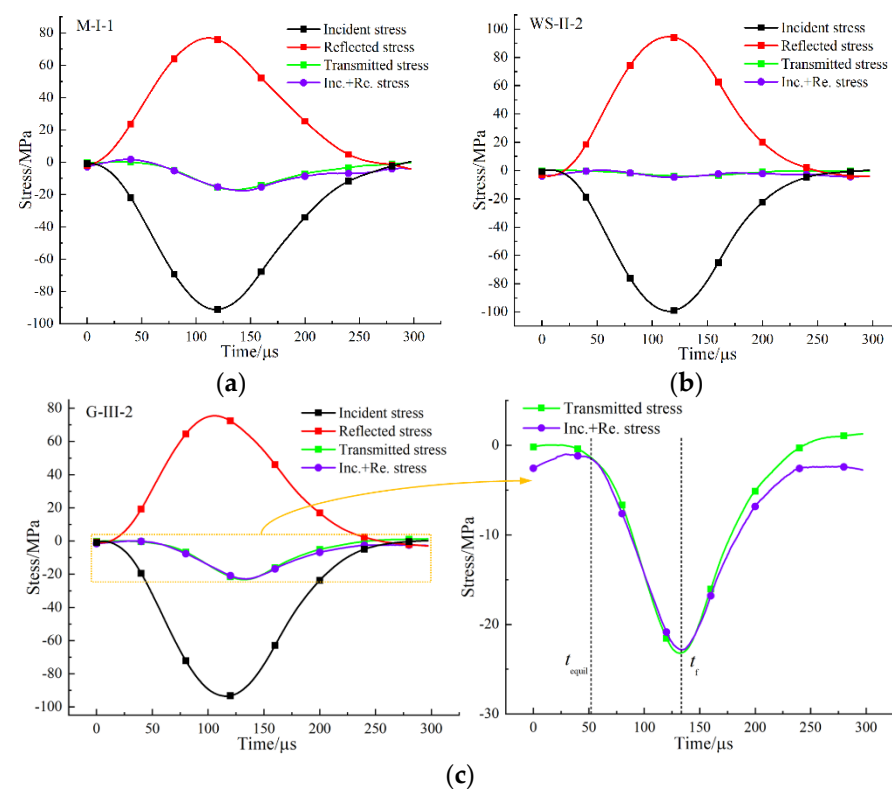 M-I-1
Incident stress
Reflected stress
Transmitted stress
Inc.+Re. stress
Stress/MPa
80
60
40
20
0
-20
-40
-60
-80
-100
0 50 100 150 200 250 300
Time/µs
(a)
WS-II-2
Incident stress
Reflected stress
Transmitted stress
Inc.+Re. stress
Stress/MPa
100
80
60
40
20
0
-20
-40
-60
-80
-100
0 50 100 150 200 250 300
Time/µs
(b)
G-III-2
Incident stress
Reflected stress
Transmitted stress
Inc.+Re. stress
Stess/MPa
80
60
40
20
0
-20
-40
-60
-80
-100
0 50 100 150 200 250 300
Time/µs
Transmitted stress
Inc.+Re. stress
Stress/MPa
5
0
-5
-10
-20
-30
t equil
t f
0 50 100 150 200 250 300
Time/µs
(c)